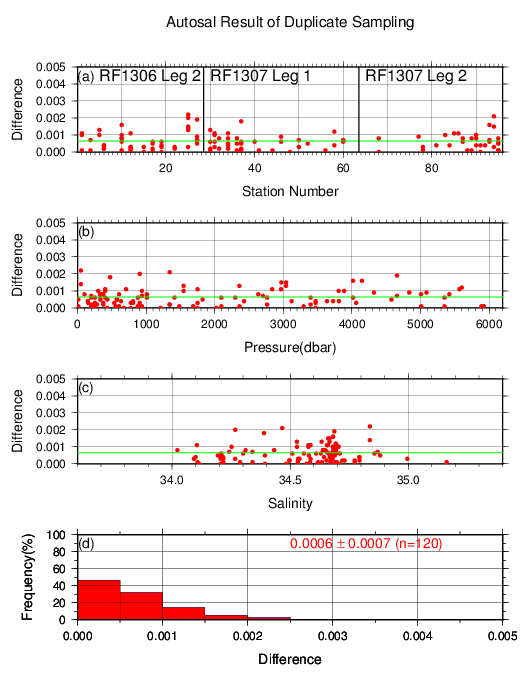 Autosal Result of Duplicate Sampling
0.005
0.004
0.003
0.002
0.001
0.000
Difference
(a) RF1306 Leg 2
RF1307 Leg 1
RF1307 Leg 2
20 40 60 80
Station Number
0.005
0.004
0.003
0.002
0.001
0.000
Difference
(b)
0 1000 2000 3000 4000 5000 6000
Pressure(dbar)
0.005
0.004
0.003
0.002
0.001
0.000
Difference
(c)
34.0 34.5 35.0
Salinity
100
80
60
40
20
0
Frequency(%)
(d)
0.0006 ± 0.0007 (n=120)
0.000 0.001 0.002 0.003 0.004 0.005
Difference